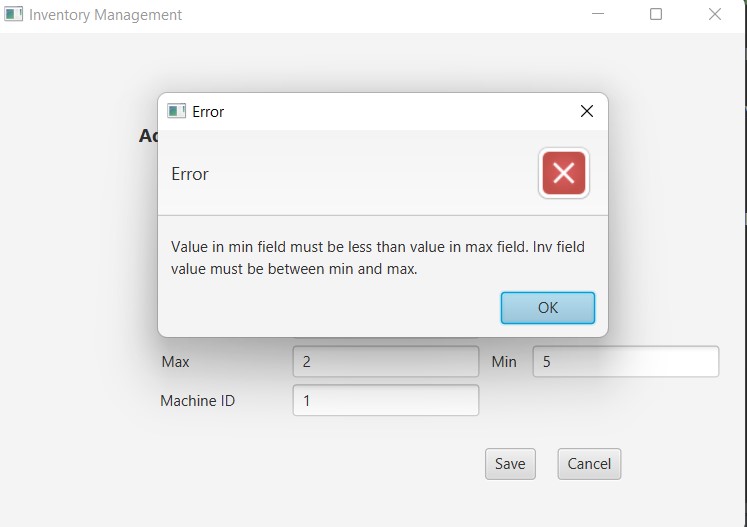 Inventory Management
Error
Error
Value in min field must be less than value in max field. Inv field
value must be between min and max.
OK
Max 2 Min 5
Machine ID 1
Save Cancel